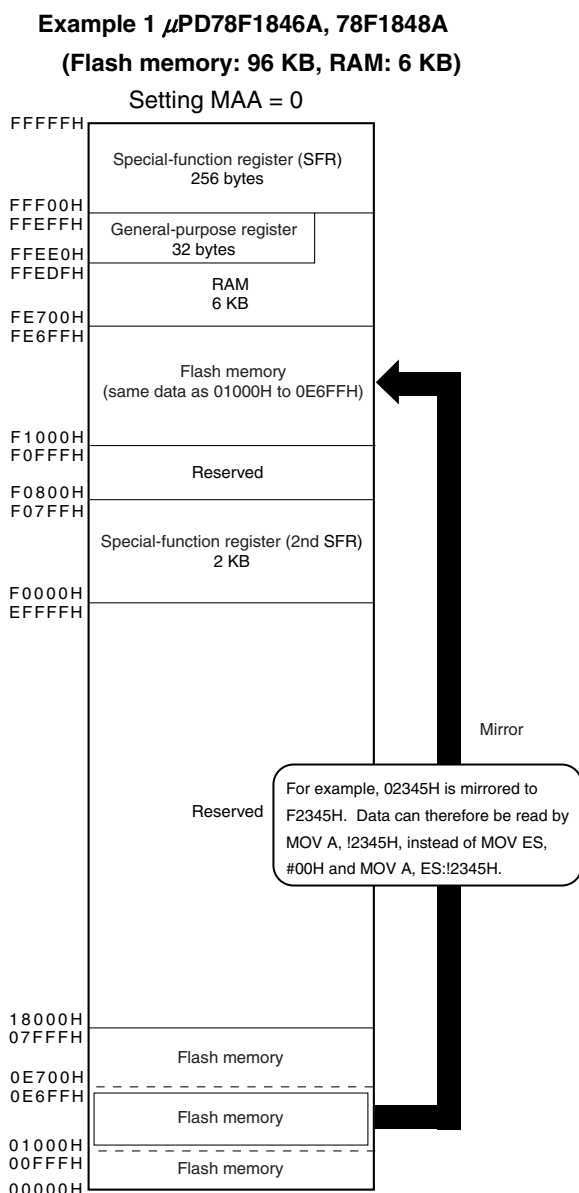 Example 1 μPD78F1846A, 78F1848A
(Flash memory: 96 KB, RAM: 6 KB)
Setting MAA = 0
FFFFFH
Special-function register (SFR)
256 bytes
FFF00H
FFEFFH
General-purpose register
32 bytes
FFEE0H
FFEDFH
RAM
6 KB
FE700H
FE6FFH
Flash memory
(same data as 01000H to 0E6FFH)
F1000H
F0FFFH
Reserved
F0800H
F07FFH
Special-function register (2nd SFR)
2 KB
F0000H
EFFFFH
Mirror
Reserved
For example, 02345H is mirrored to
F2345H. Data can therefore be read by
MOV A, !2345H, instead of MOV ES,
#00H and MOV A, ES:!2345H.
18000H
07FFFH
Flash memory
0E700H
0E6FFH
Flash memory
01000H
00FFFH
Flash memory
00000H